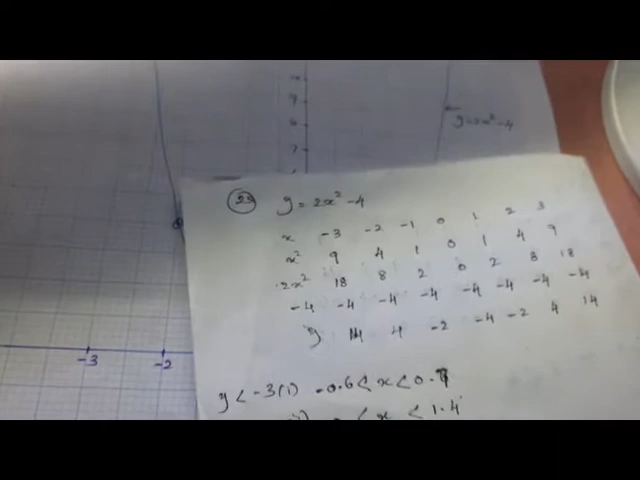 y=2x²-4
-3 -2
22 y = 2x² -4
x -3 -2 -1 0 1 2 3
x² 9 4 1 0 1 4 9
2x² 18 8 2 0 2 8 18
-4 -4 -4 -4 -4 -4 -4 -4
y 14 4 -2 -4 -2 4 14
y < -3 (i) -0.6 < x < 0.7
< x < 1.4